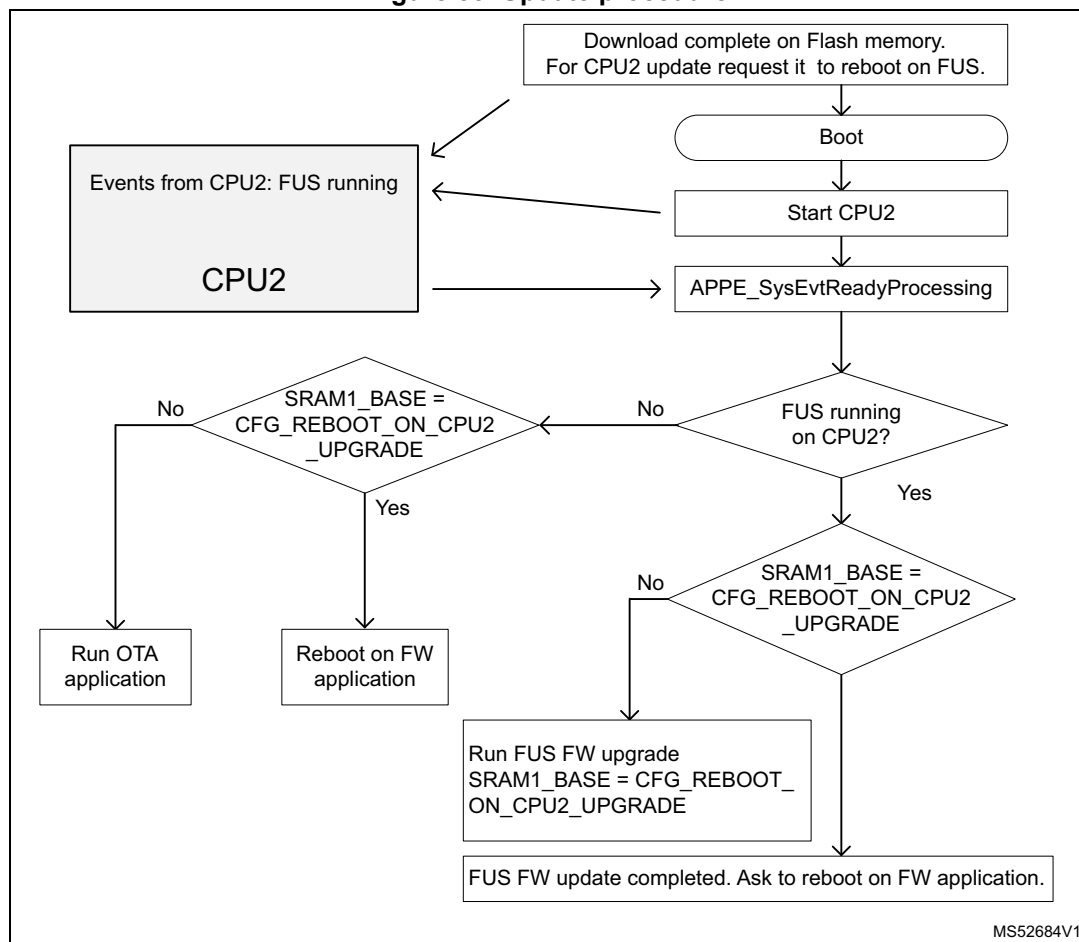 Download complete on Flash memory.
For CPU2 update request it to reboot on FUS.
Boot
Events from CPU2: FUS running
Start CPU2
CPU2
APPE_SysEvtReadyProcessing
SRAM1_BASE =
CFG_REBOOT_ON_CPU2
_UPGRADE
No
No
FUS running
on CPU2?
Yes
Yes
No
SRAM1_BASE =
CFG_REBOOT_ON_CPU2
_UPGRADE
Run OTA
application
Reboot on FW
application
Run FUS FW upgrade
SRAM1_BASE = CFG_REBOOT_
ON_CPU2_UPGRADE
FUS FW update completed. Ask to reboot on FW application.
MS52684V1